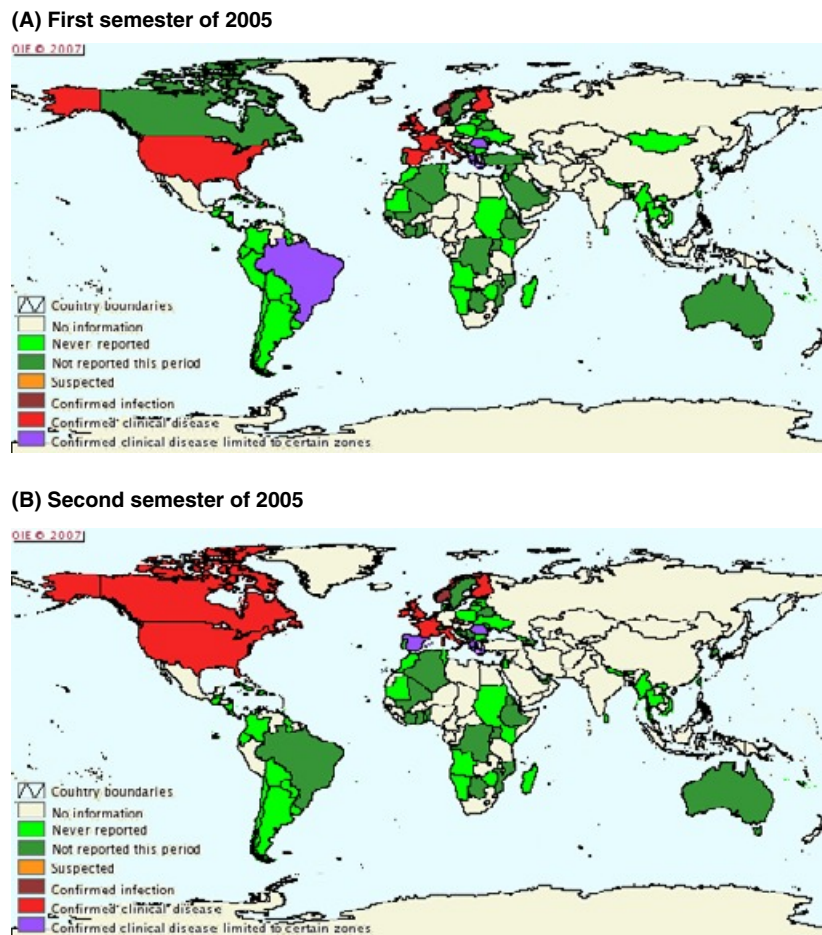 (A) First semester of 2005
OIE © 2007
Country boundaries
No information
Never reported
Not reported this period
Suspected
Confirmed infection
Confirmed clinical disease
Confirmed clinical disease limited to certain zones
(B) Second semester of 2005
OIE © 2007
Country boundaries
No information
Never reported
Not reported this period
Suspected
Confirmed infection
Confirmed clinical disease
Confirmed clinical disease limited to certain zones